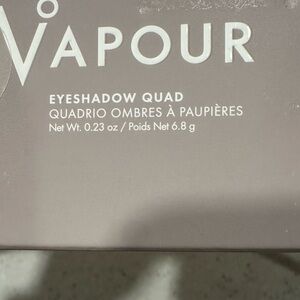 VAPOUR
EYESHADOW QUAD
QUADRIO OMBRES À PAUPIÈRES
Net Wt. 0.23 oz / Poids Net 6.8 g